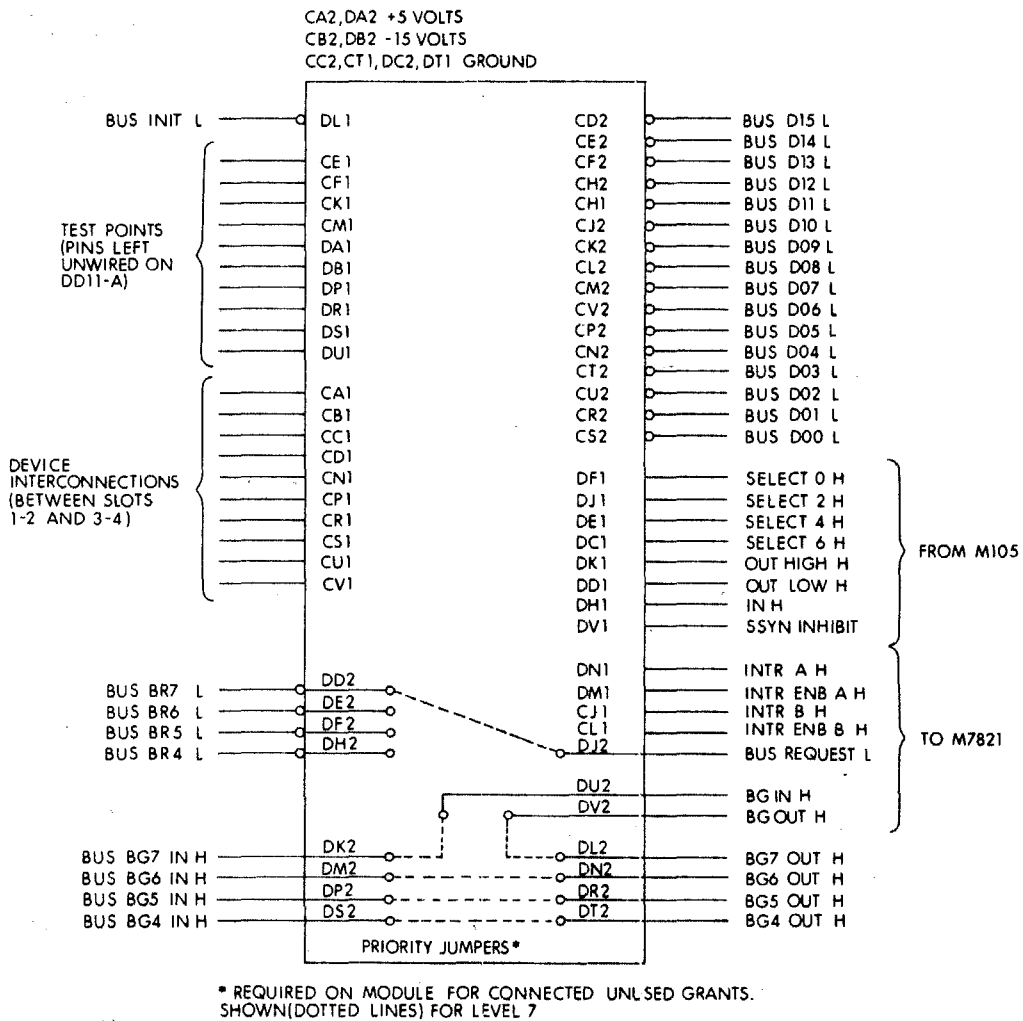 CA2,DA2 +5 VOLTS
CB2,DB2 -15 VOLTS
CC2,CT1,DC2,DT1 GROUND
BUS INIT L DL1 CD2 BUS D15 L
CE2 BUS D14 L
CE1 CF2 BUS D13 L
CF1 CH2 BUS D12 L
CK1 CH1 BUS D11 L
CM1 CJ2 BUS D10 L
DA1 CK2 BUS D09 L
DB1 CL2 BUS D08 L
DP1 CM2 BUS D07 L
DR1 CV2 BUS D06 L
DS1 CP2 BUS D05 L
DU1 CN2 BUS D04 L
CT2 BUS D03 L
CA1 CU2 BUS D02 L
CB1 CR2 BUS D01 L
CC1 CS2 BUS D00 L
CD1
CN1 DF1 SELECT 0 H
CP1 DJ1 SELECT 2 H
CR1 DE1 SELECT 4 H
CS1 DC1 SELECT 6 H
CU1 DK1 OUT HIGH H
CV1 DD1 OUT LOW H
DH1 IN H
DV1 SSYN INHIBIT
TEST POINTS
(PINS LEFT
UNWIRED ON
DD11-A)
DEVICE
INTERCONNECTIONS
(BETWEEN SLOTS
1-2 AND 3-4)
FROM M105
DN1 INTR A H
BUS BR7 L DD2 DM1 INTR ENB A H
BUS BR6 L DE2 CJ1 INTR B H
BUS BR5 L DF2 CL1 INTR ENB B H
BUS BR4 L DH2 DJ2 BUS REQUEST L
TO M7821
DU2 BG IN H
DV2 BG OUT H
BUS BG7 IN H DK2 DL2 BG7 OUT H
BUS BG6 IN H DM2 DN2 BG6 OUT H
BUS BG5 IN H DP2 DR2 BG5 OUT H
BUS BG4 IN H DS2 DT2 BG4 OUT H
PRIORITY JUMPERS*
* REQUIRED ON MODULE FOR CONNECTED UNUSED GRANTS.
SHOWN(DOTTED LINES) FOR LEVEL 7